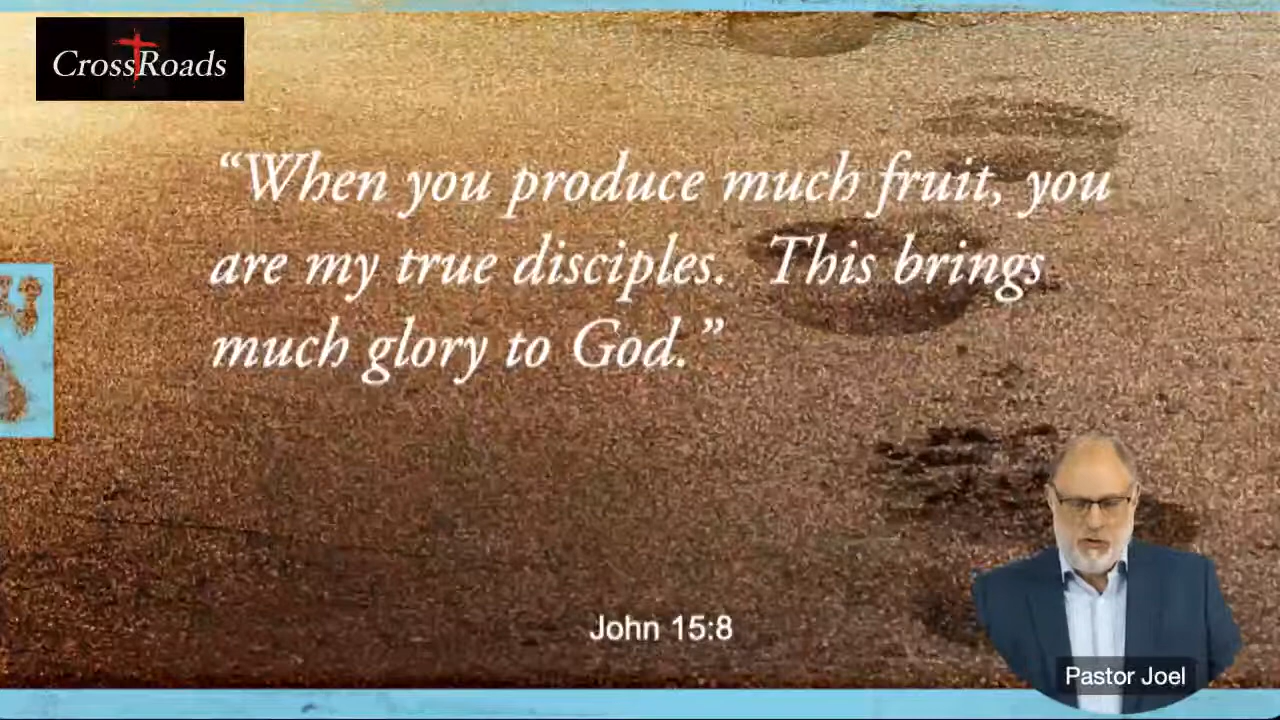 CrossRoads
“When you produce much fruit, you
are my true disciples. This brings
much glory to God.”
John 15:8
Pastor Joel